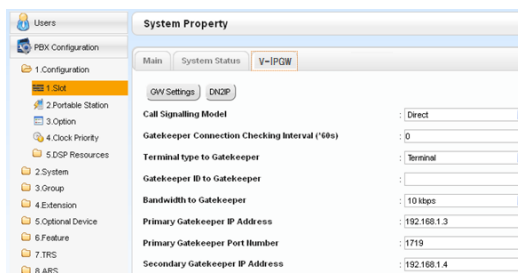 Users
PBX Configuration
1.Configuration
1.Slot
2.Portable Station
3.Option
4.Clock Priority
5.DSP Resources
2.System
3.Group
4.Extension
5.Optional Device
6.Feature
7.TRS
8.ARS
System Property
Main System Status V-IPGW
GW Settings DN2IP
Call Signalling Model : Direct
Gatekeeper Connection Checking Interval (*60s) : 0
Terminal type to Gatekeeper : Terminal
Gatekeeper ID to Gatekeeper :
Bandwidth to Gatekeeper : 10 kbps
Primary Gatekeeper IP Address : 192.168.1.3
Primary Gatekeeper Port Number : 1719
Secondary Gatekeeper IP Address : 192.168.1.4